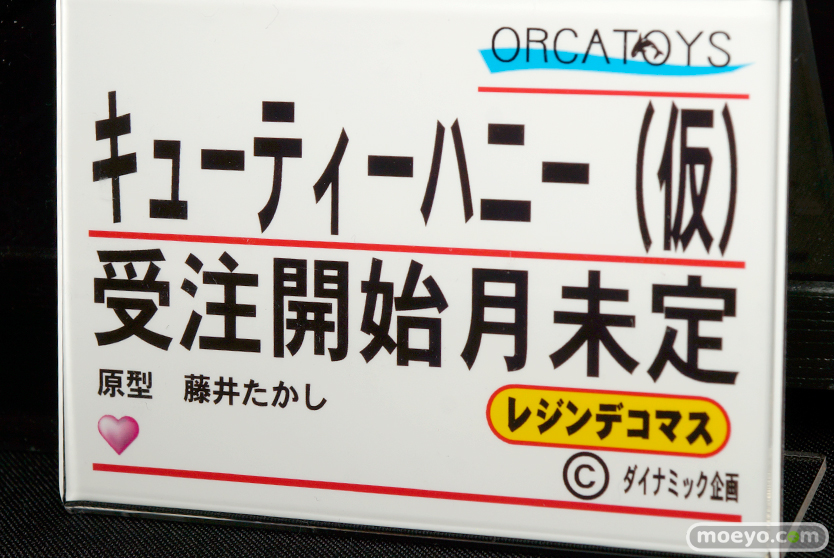 ORCATOYS
キューティーハニー（仮）
受注開始月未定
原型　藤井たかし
レジンデコマス
©ダイナミック企画
moeyo.com